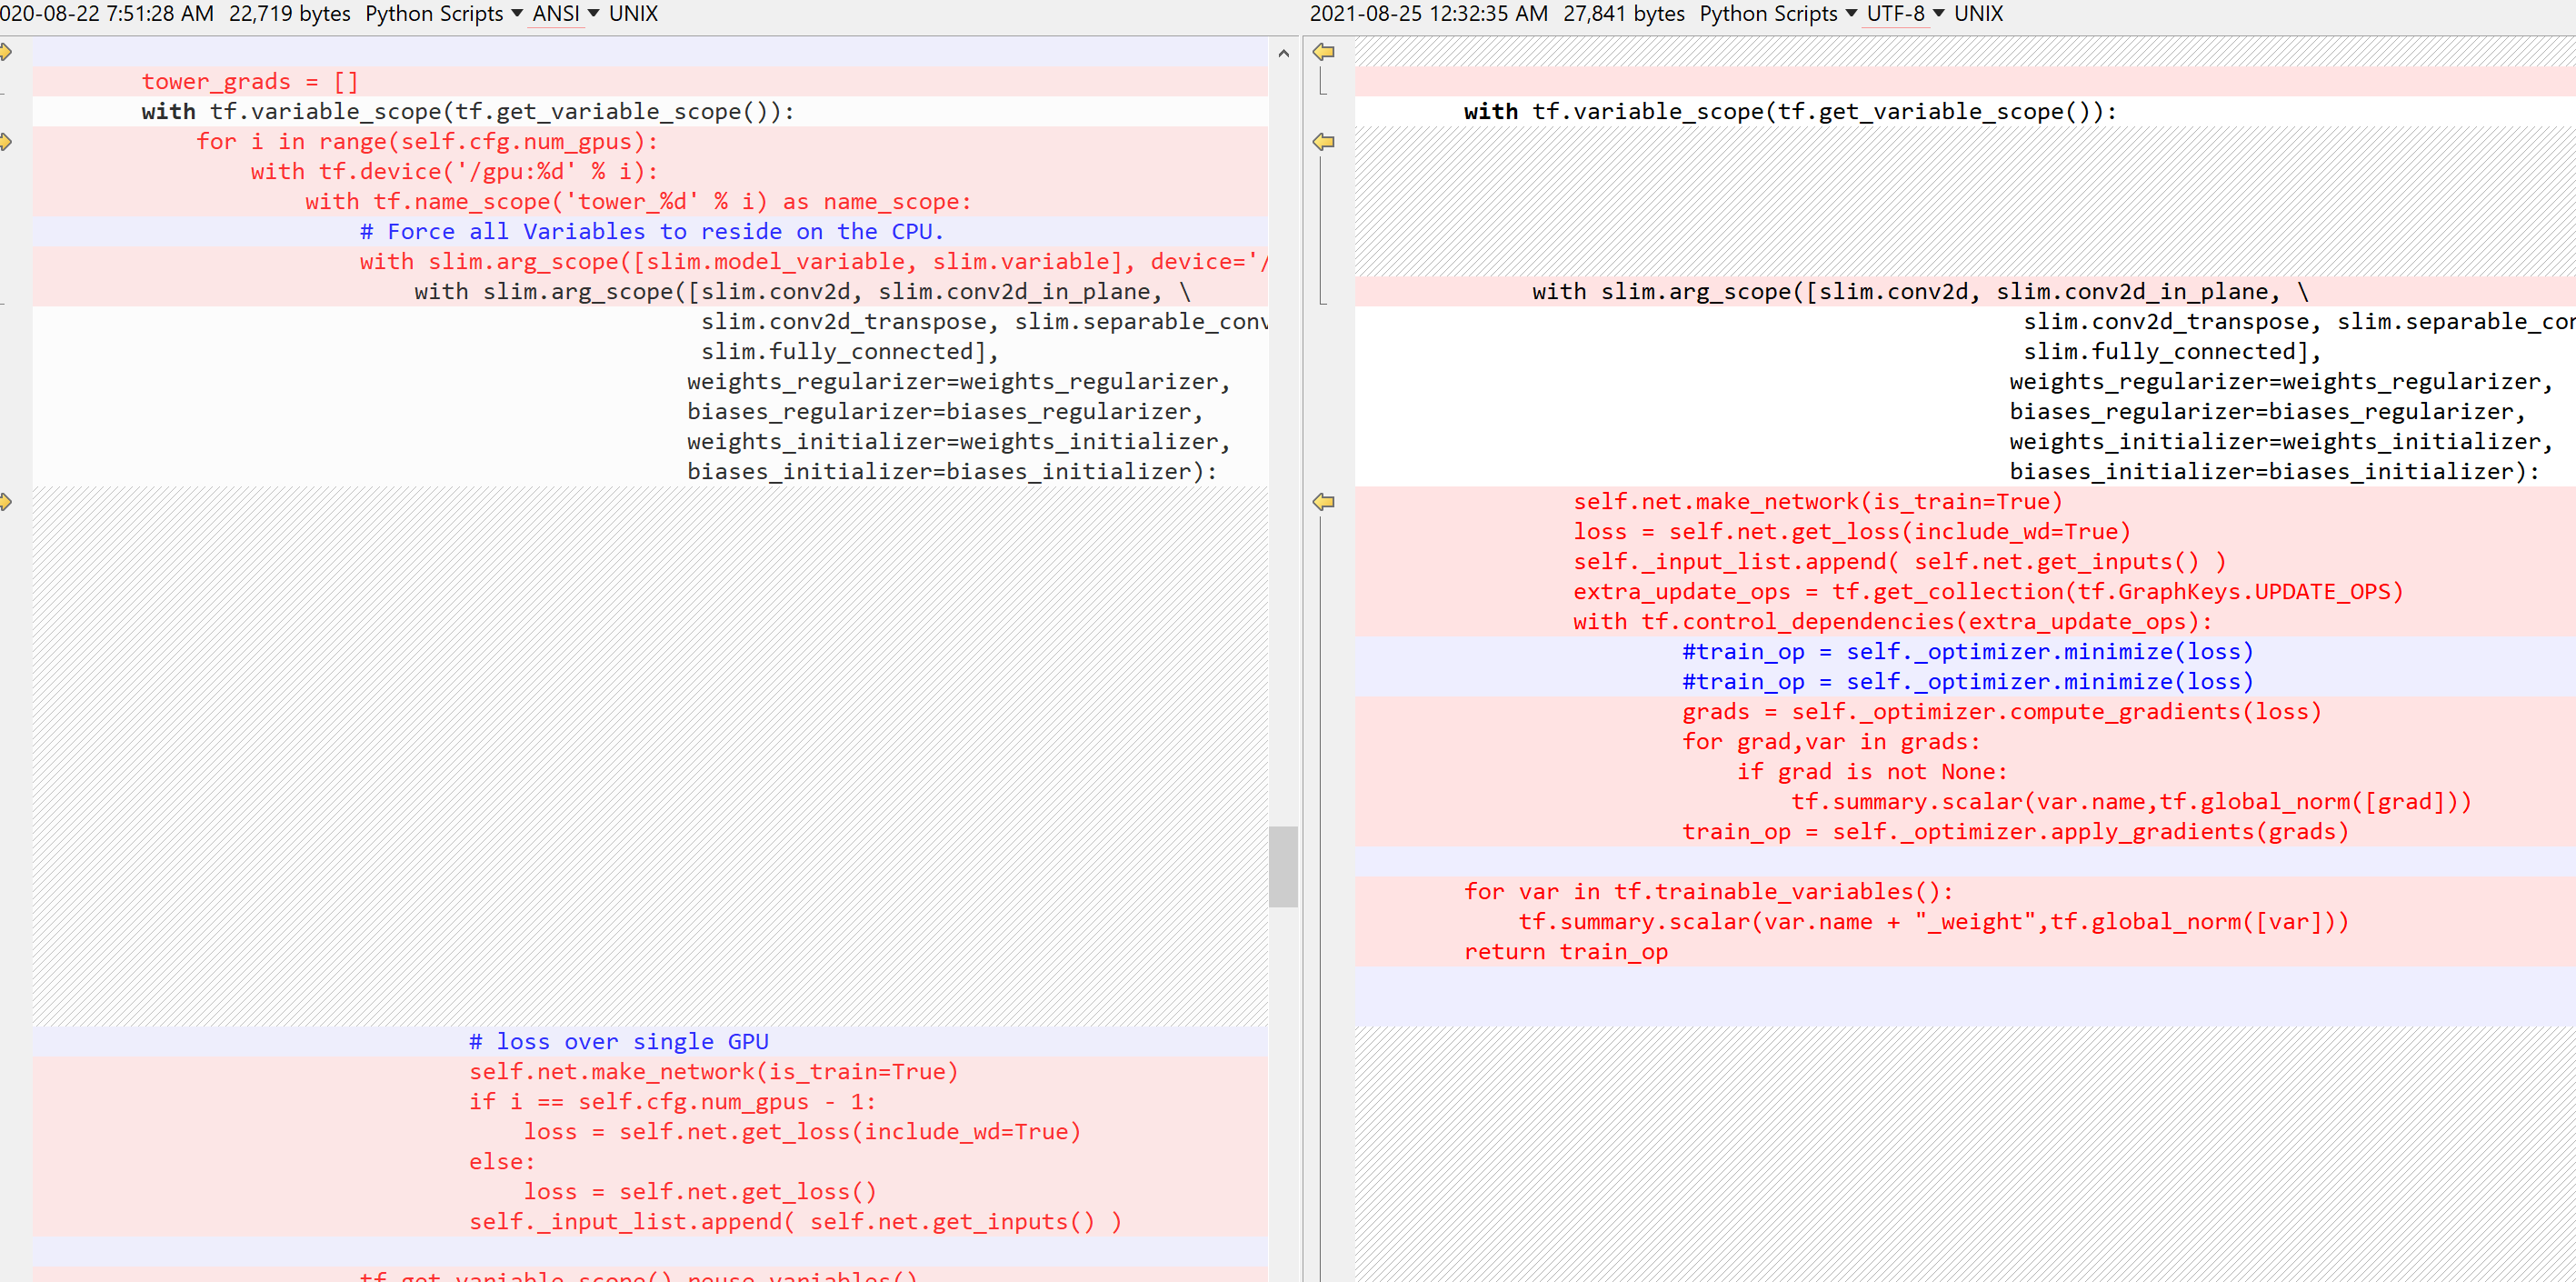 020-08-22 7:51:28 AM 22,719 bytes Python Scripts ANSI UNIX
tower_grads = []
with tf.variable_scope(tf.get_variable_scope()):
for i in range(self.cfg.num_gpus):
with tf.device('/gpu:%d' % i):
with tf.name_scope('tower_%d' % i) as name_scope:
# Force all Variables to reside on the CPU.
with slim.arg_scope([slim.model_variable, slim.variable], device='/
with slim.arg_scope([slim.conv2d, slim.conv2d_in_plane, \
slim.conv2d_transpose, slim.separable_conv
slim.fully_connected],
weights_regularizer=weights_regularizer,
biases_regularizer=biases_regularizer,
weights_initializer=weights_initializer,
biases_initializer=biases_initializer):
# loss over single GPU
self.net.make_network(is_train=True)
if i == self.cfg.num_gpus - 1:
loss = self.net.get_loss(include_wd=True)
else:
loss = self.net.get_loss()
self._input_list.append( self.net.get_inputs() )
tf.get_variable_scope().reuse_variables()
2021-08-25 12:32:35 AM 27,841 bytes Python Scripts UTF-8 UNIX
with tf.variable_scope(tf.get_variable_scope()):
with slim.arg_scope([slim.conv2d, slim.conv2d_in_plane, \
slim.conv2d_transpose, slim.separable_con
slim.fully_connected],
weights_regularizer=weights_regularizer,
biases_regularizer=biases_regularizer,
weights_initializer=weights_initializer,
biases_initializer=biases_initializer):
self.net.make_network(is_train=True)
loss = self.net.get_loss(include_wd=True)
self._input_list.append( self.net.get_inputs() )
extra_update_ops = tf.get_collection(tf.GraphKeys.UPDATE_OPS)
with tf.control_dependencies(extra_update_ops):
#train_op = self._optimizer.minimize(loss)
#train_op = self._optimizer.minimize(loss)
grads = self._optimizer.compute_gradients(loss)
for grad,var in grads:
if grad is not None:
tf.summary.scalar(var.name,tf.global_norm([grad]))
train_op = self._optimizer.apply_gradients(grads)
for var in tf.trainable_variables():
tf.summary.scalar(var.name + "_weight",tf.global_norm([var]))
return train_op